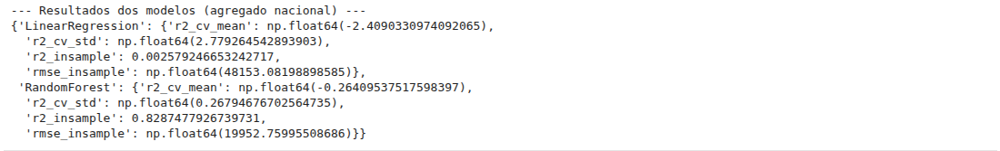 --- Resultados dos modelos (agregado nacional) ---
{'LinearRegression': {'r2_cv_mean': np.float64(-2.4090330974092065),
  'r2_cv_std': np.float64(2.779264542893903),
  'r2_insample': 0.002579246653242717,
  'rmse_insample': np.float64(48153.08198898585)},
 'RandomForest': {'r2_cv_mean': np.float64(-0.26409537517598397),
  'r2_cv_std': np.float64(0.26794676702564735),
  'r2_insample': 0.8287477926739731,
  'rmse_insample': np.float64(19952.75995508686)}}